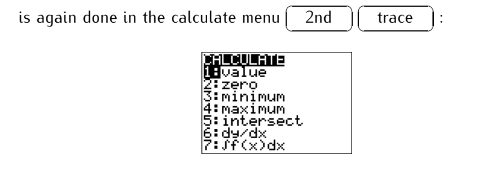 is again done in the calculate menu 2nd trace :
CALCULATE
1:value
2:zero
3:minimum
4:maximum
5:intersect
6:dy/dx
7:∫f(x)dx